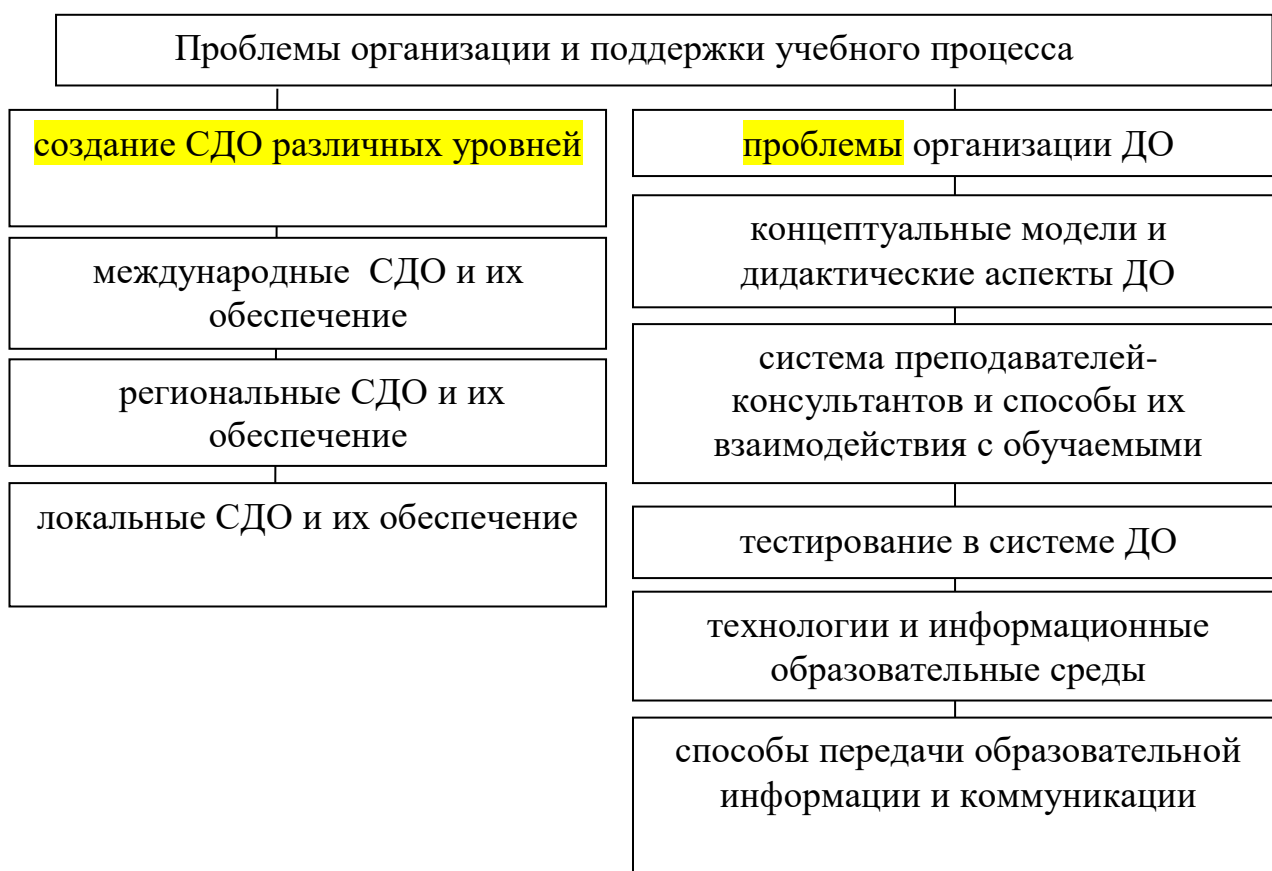 Проблемы организации и поддержки учебного процесса
создание СДО различных уровней
международные СДО и их
обеспечение
региональные СДО и их
обеспечение
локальные СДО и их обеспечение
проблемы организации ДО
концептуальные модели и
дидактические аспекты ДО
система преподавателей-
консультантов и способы их
взаимодействия с обучаемыми
тестирование в системе ДО
технологии и информационные
образовательные среды
способы передачи образовательной
информации и коммуникации